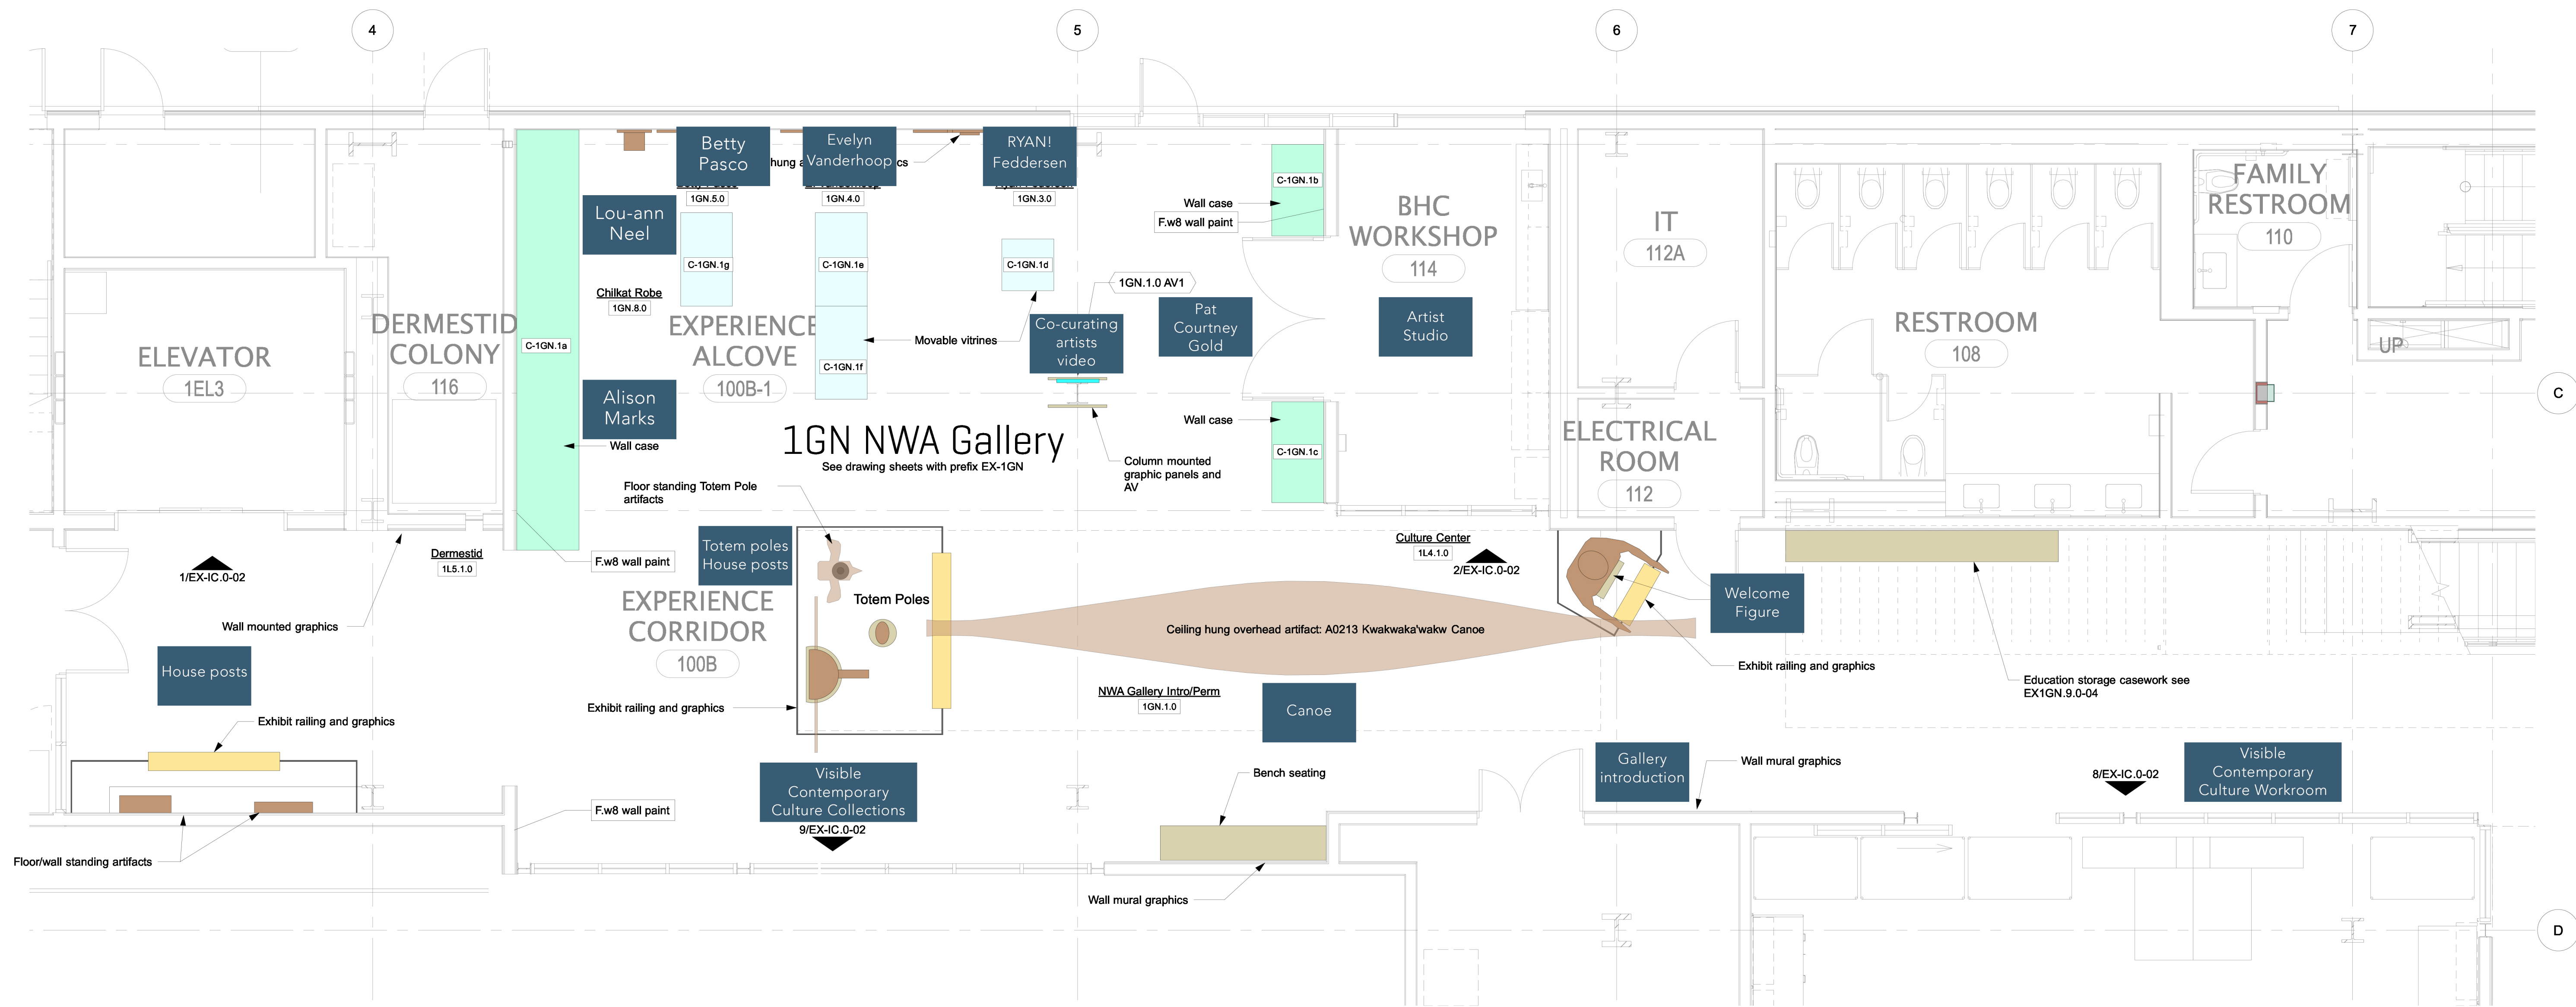 4
5
6
7
C
D
Betty
Pasco
Evelyn
Vanderhoop
RYAN!
Feddersen
hung a
cs
1GN.5.0
1GN.4.0
1GN.3.0
Lou-ann
Neel
C-1GN.1g
C-1GN.1e
C-1GN.1d
C-1GN.1b
Wall case
F.w8 wall paint
BHC
WORKSHOP
114
IT
112A
FAMILY
RESTROOM
110
Chilkat Robe
1GN.8.0
1GN.1.0 AV1
EXPERIENCE
ALCOVE
100B-1
Movable vitrines
Co-curating
artists
video
Pat
Courtney
Gold
Artist
Studio
RESTROOM
108
UP
ELEVATOR
1EL3
DERMESTID
COLONY
116
C-1GN.1a
C-1GN.1f
Alison
Marks
Wall case
Wall case
C-1GN.1c
1GN NWA Gallery
See drawing sheets with prefix EX-1GN
Column mounted
graphic panels and
AV
ELECTRICAL
ROOM
112
Floor standing Totem Pole
artifacts
Totem poles
House posts
Dermestid
1L5.1.0
F.w8 wall paint
1/EX-IC.0-02
Culture Center
1L4.1.0
2/EX-IC.0-02
Welcome
Figure
Totem Poles
EXPERIENCE
CORRIDOR
100B
Wall mounted graphics
Ceiling hung overhead artifact: A0213 Kwakwaka'wakw Canoe
House posts
Exhibit railing and graphics
Education storage casework see
EX1GN.9.0-04
NWA Gallery Intro/Perm
1GN.1.0
Canoe
Exhibit railing and graphics
Exhibit railing and graphics
Visible
Contemporary
Culture Collections
9/EX-IC.0-02
Bench seating
Gallery
introduction
Wall mural graphics
8/EX-IC.0-02
Visible
Contemporary
Culture Workroom
F.w8 wall paint
Floor/wall standing artifacts
Wall mural graphics